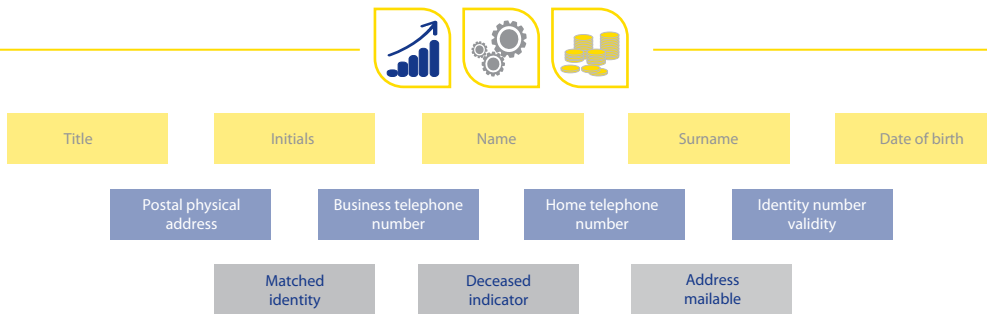 Title
Initials
Name
Surname
Date of birth
Postal physical
address
Business telephone
number
Home telephone
number
Identity number
validity
Matched
identity
Deceased
indicator
Address
mailable